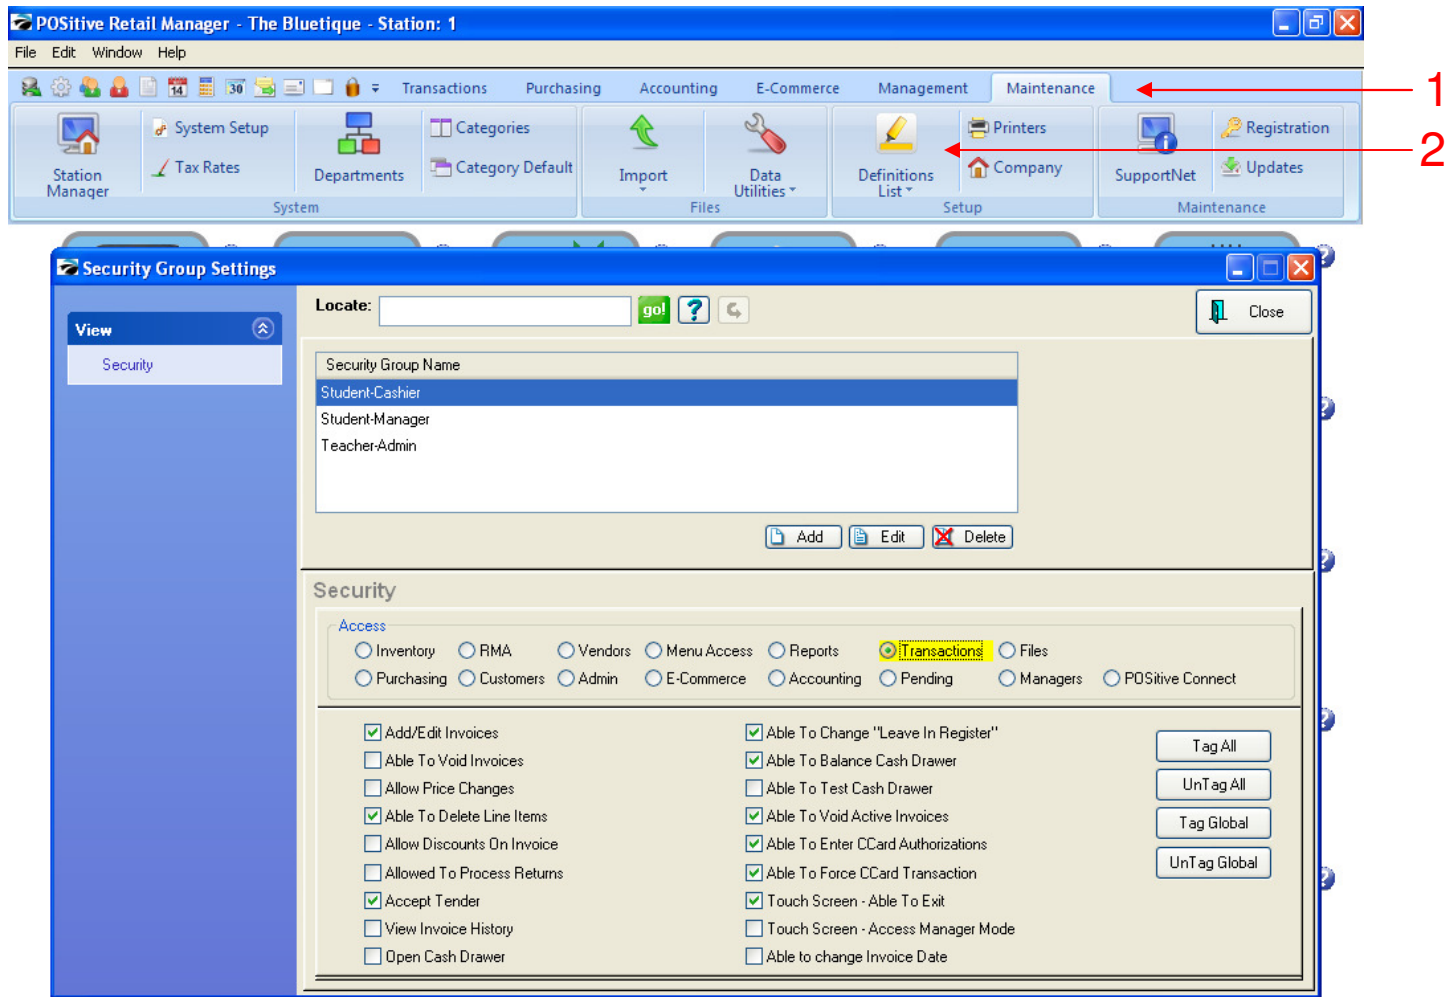 POSitive Retail Manager - The Bluetique - Station: 1
File Edit Window Help
14 30 Transactions Purchasing Accounting E-Commerce Management Maintenance 1
System Setup Categories Printers Registration 2
Tax Rates Category Default Company Updates
Station Manager Departments Import Data Utilities Definitions List SupportNet
System Files Setup Maintenance
Security Group Settings
Locate: go! ? Close
View
Security
Security Group Name
Student-Cashier
Student-Manager
Teacher-Admin
Add Edit Delete
Security
Access
Inventory RMA Vendors Menu Access Reports Transactions Files
Purchasing Customers Admin E-Commerce Accounting Pending Managers POSitive Connect
Add/Edit Invoices Able To Change "Leave In Register" Tag All
Able To Void Invoices Able To Balance Cash Drawer
Allow Price Changes Able To Test Cash Drawer UnTag All
Able To Delete Line Items Able To Void Active Invoices Tag Global
Allow Discounts On Invoice Able To Enter CCard Authorizations
Allowed To Process Returns Able To Force CCard Transaction UnTag Global
Accept Tender Touch Screen - Able To Exit
View Invoice History Touch Screen - Access Manager Mode
Open Cash Drawer Able to change Invoice Date